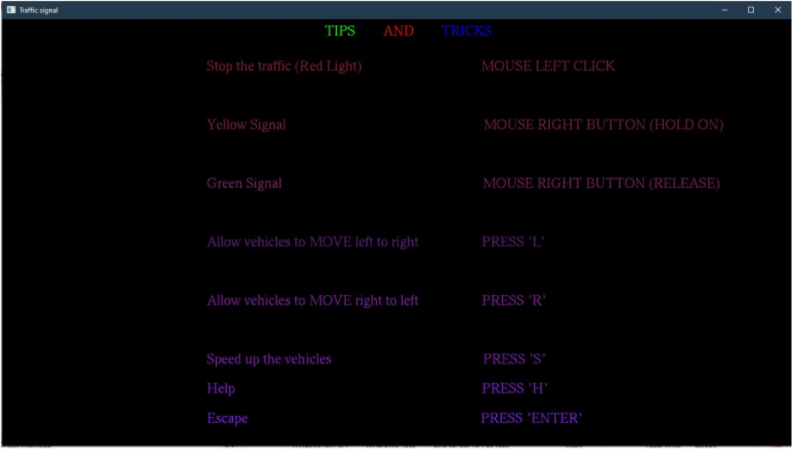 Traffic signal
TIPS AND TRICKS
Stop the traffic (Red Light) MOUSE LEFT CLICK
Yellow Signal MOUSE RIGHT BUTTON (HOLD ON)
Green Signal MOUSE RIGHT BUTTON (RELEASE)
Allow vehicles to MOVE left to right PRESS 'L'
Allow vehicles to MOVE right to left PRESS 'R'
Speed up the vehicles PRESS 'S'
Help PRESS 'H'
Escape PRESS 'ENTER'